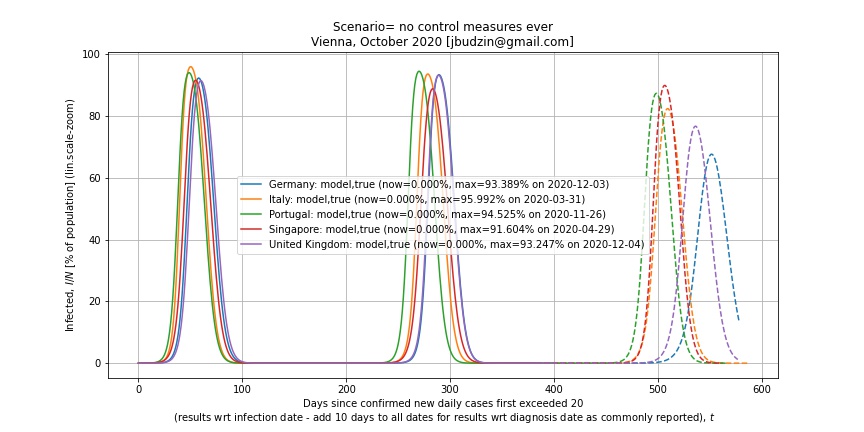 Scenario= no control measures ever
Vienna, October 2020 [jbudzin@gmail.com]
100
80
60
40
20
0
Infected, I/N [% of population] (lin.scale-zoom)
Germany: model,true (now=0.000%, max=93.389% on 2020-12-03)
Italy: model,true (now=0.000%, max=95.992% on 2020-03-31)
Portugal: model,true (now=0.000%, max=94.525% on 2020-11-26)
Singapore: model,true (now=0.000%, max=91.604% on 2020-04-29)
United Kingdom: model,true (now=0.000%, max=93.247% on 2020-12-04)
0 100 200 300 400 500 600
Days since confirmed new daily cases first exceeded 20
(results wrt infection date - add 10 days to all dates for results wrt diagnosis date as commonly reported), t